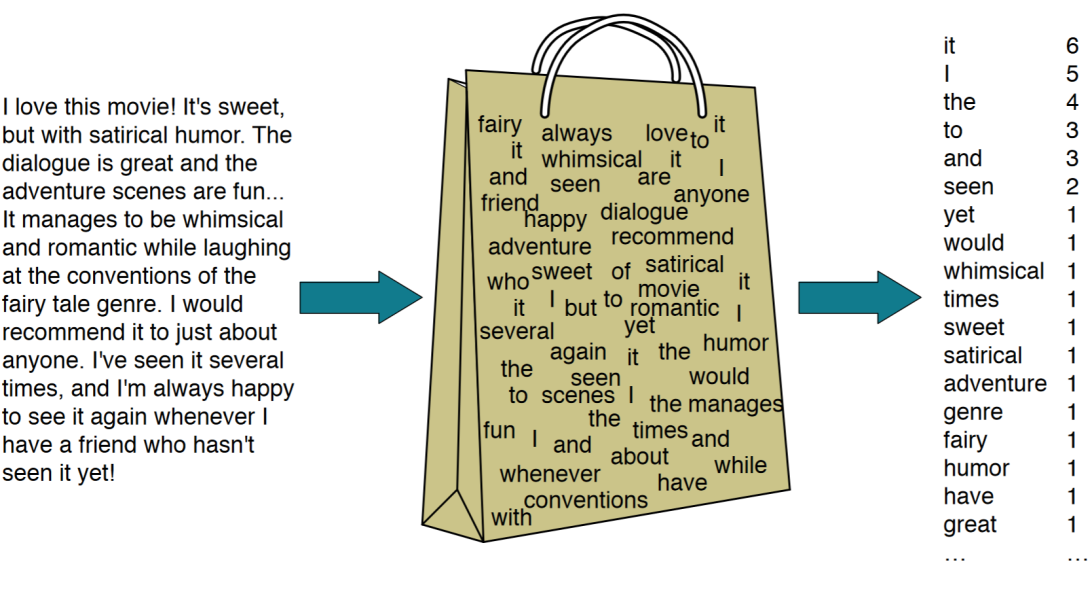 I love this movie! It's sweet,
but with satirical humor. The
dialogue is great and the
adventure scenes are fun...
It manages to be whimsical
and romantic while laughing
at the conventions of the
fairy tale genre. I would
recommend it to just about
anyone. I've seen it several
times, and I'm always happy
to see it again whenever I
have a friend who hasn't
seen it yet!
fairy always love to it
it whimsical it I
and seen are anyone
friend happy dialogue
adventure recommend
who sweet of satirical it
it I but to movie romantic I
several yet
again it the humor
the seen would
to scenes I the manages
the
fun I and times and
about
whenever have while
conventions
with
it 6
I 5
the 4
to 3
and 3
seen 2
yet 1
would 1
whimsical 1
times 1
sweet 1
satirical 1
adventure 1
genre 1
fairy 1
humor 1
have 1
great 1
… …